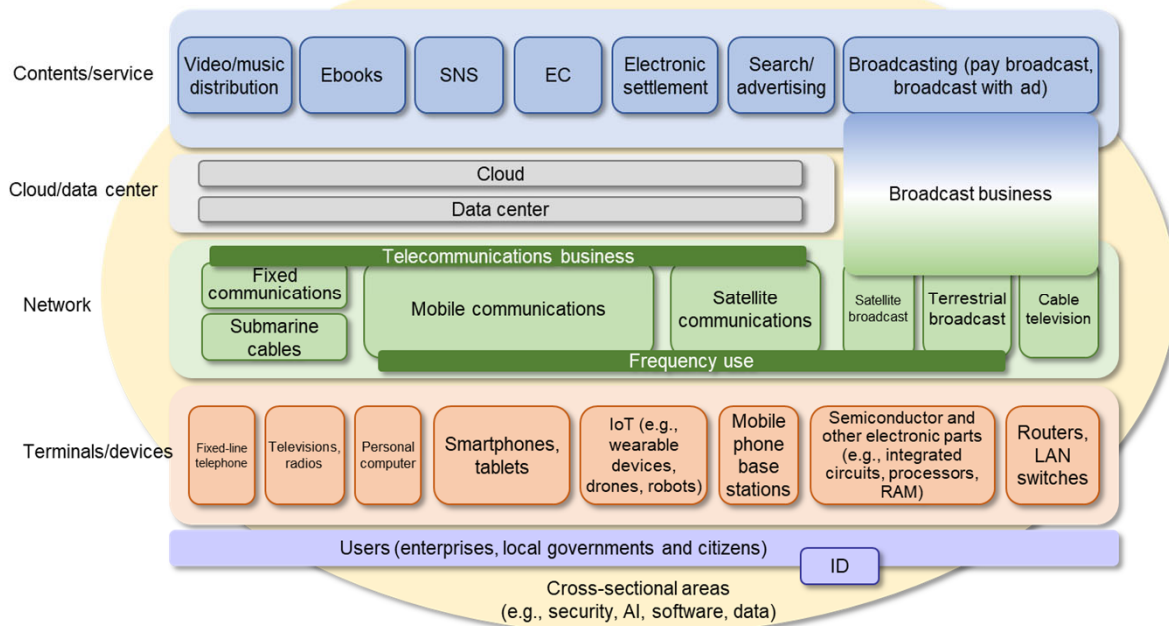 Contents/service
Video/music
distribution
Ebooks
SNS
EC
Electronic
settlement
Search/
advertising
Broadcasting (pay broadcast,
broadcast with ad)
Cloud/data center
Cloud
Data center
Broadcast business
Network
Telecommunications business
Fixed
communications
Submarine
cables
Mobile communications
Satellite
communications
Satellite
broadcast
Terrestrial
broadcast
Cable
television
Frequency use
Terminals/devices
Fixed-line
telephone
Televisions,
radios
Personal
computer
Smartphones,
tablets
IoT (e.g.,
wearable
devices,
drones, robots)
Mobile
phone
base
stations
Semiconductor and
other electronic parts
(e.g., integrated
circuits, processors,
RAM)
Routers,
LAN
switches
Users (enterprises, local governments and citizens)
ID
Cross-sectional areas
(e.g., security, AI, software, data)